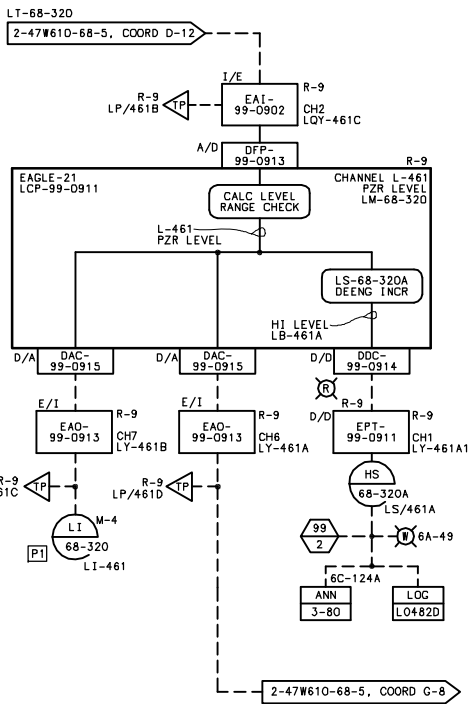 LT-68-320
2-47W610-68-5, COORD D-12
I/E
R-9
LP/461B
TP
EAI-
99-0902
R-9
CH2
LQY-461C
A/D
DFP-
99-0913
R-9
EAGLE-21
LCP-99-0911
CHANNEL L-461
PZR LEVEL
LM-68-320
CALC LEVEL
RANGE CHECK
L-461
PZR LEVEL
LS-68-320A
DEENG INCR
HI LEVEL
LB-461A
D/A
DAC-
99-0915
D/A
DAC-
99-0915
D/D
DDC-
99-0914
R
E/I
EAO-
99-0913
R-9
CH7
LY-461B
E/I
EAO-
99-0913
R-9
CH6
LY-461A
R-9
D/D
EPT-
99-0911
R-9
CH1
LY-461A1
R-9
61C
TP
R-9
LP/461D
TP
HS
68-320A
LS/461A
LI
68-320
M-4
LI-461
P1
99
2
W
6A-49
6C-124A
ANN
3-80
LOG
L0482D
2-47W610-68-5, COORD G-8